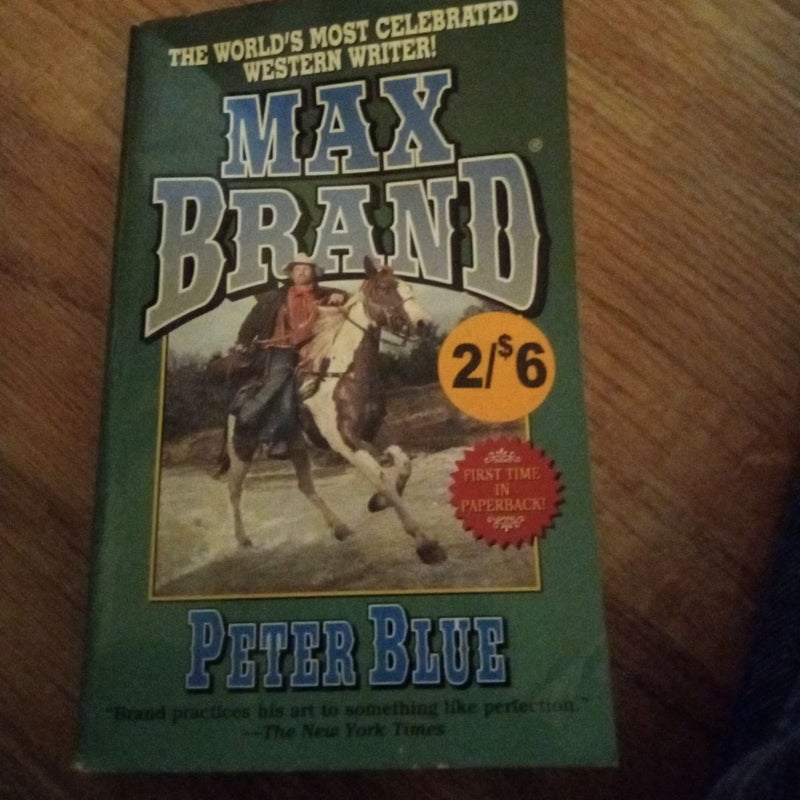 THE WORLD'S MOST CELEBRATED
WESTERN WRITER!
MAX
BRAND®
2/$6
FIRST TIME
IN
PAPERBACK!
PETER BLUE
"Brand practices his art to something like perfection."
—The New York Times